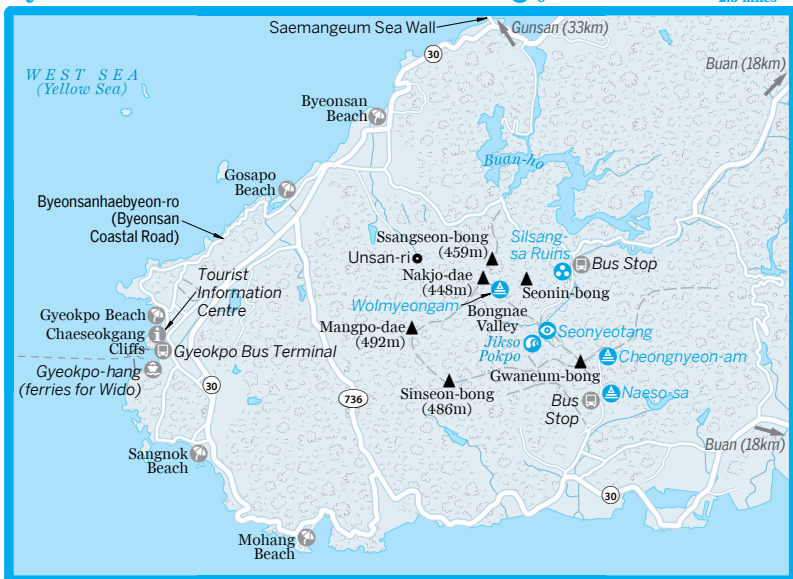 2.5 miles
Saemangeum Sea Wall
Gunsan (33km)
30
WEST SEA
(Yellow Sea)
Buan (18km)
Byeonsan
Beach
Buan-ho
Gosapo
Beach
Byeonsanhaebyeon-ro
(Byeonsan
Coastal Road)
Ssangseon-bong
(459m)
Silsang-
sa Ruins
Unsan-ri
Bus Stop
Nakjo-dae
(448m)
Seonin-bong
Tourist
Information
Centre
Wolmyeongam
Bongnae
Valley
Gyeokpo Beach
Chaeseokgang
Cliffs
Mangpo-dae
(492m)
Seonyeotang
Jikso
Pokpo
Gyeokpo Bus Terminal
Cheongnyeon-am
Gyeokpo-hang
(ferries for Wido)
Gwaneum-bong
30
Sinseon-bong
(486m)
736
Naeso-sa
Bus
Stop
Buan (18km)
Sangnok
Beach
30
Mohang
Beach